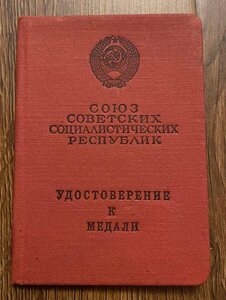 СОЮЗ
СОВЕТСКИХ
СОЦИАЛИСТИЧЕСКИХ
РЕСПУБЛИК
УДОСТОВЕРЕНИЕ
К
МЕДАЛИ